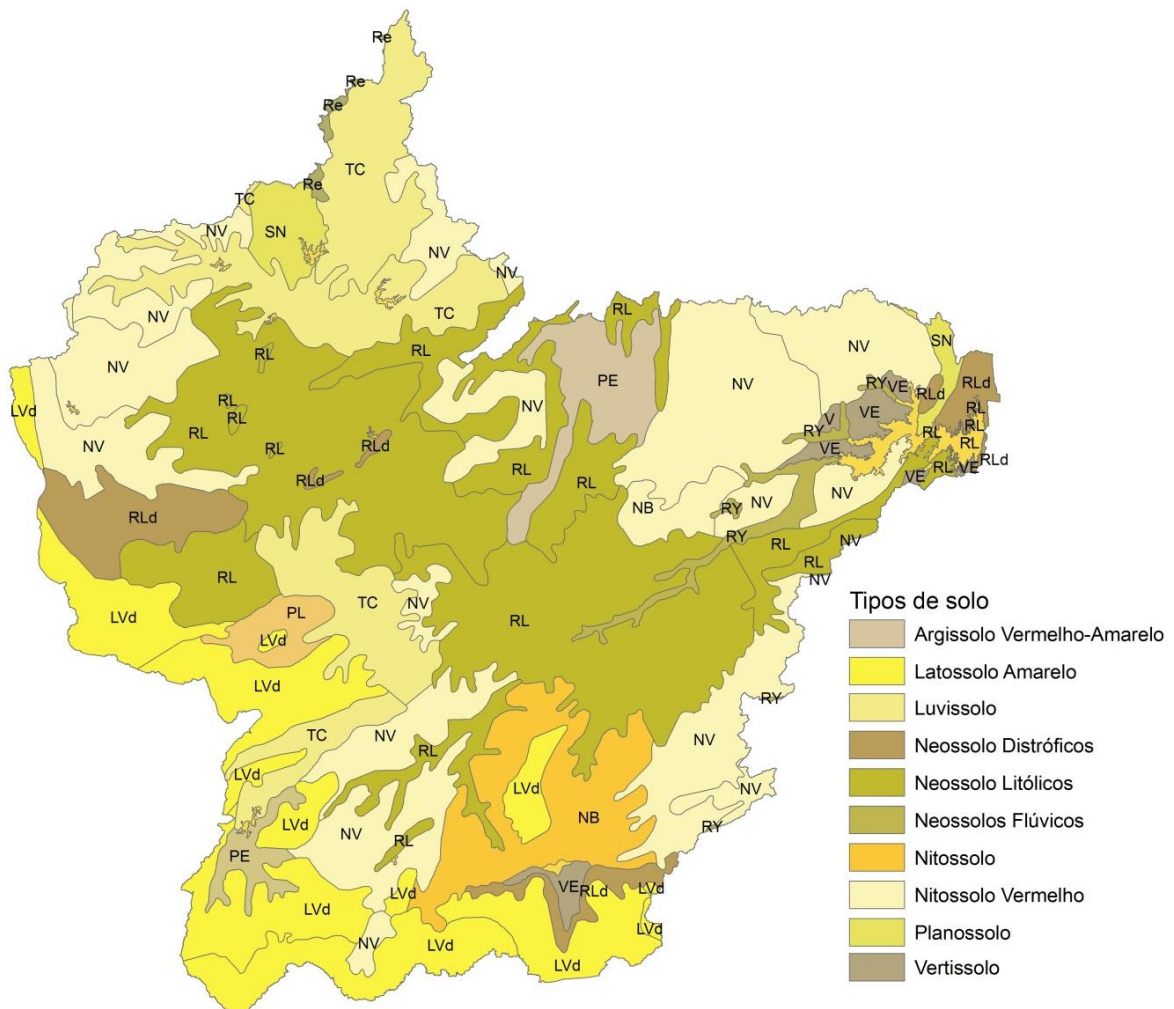 Re
Re
Re
TC
Re
TC
SN
NV
NV
NV
TC
NV
RL
RL
NV
SN
RL
PE
NV
RY
VE
RLd
RLd
LVd
RL
RL
RL
NV
V
VE
RY
RL
RL
RL
NV
RL
RLd
VE
RL
RLd
RL
RLd
RL
VE
VE
RLd
NB
RY
NV
NV
RY
RL
NV
RL
NV
RL
PL
TC
NV
RL
LVd
LVd
LVd
RY
TC
NV
RL
NV
LVd
LVd
NV
LVd
NB
NV
RL
RY
PE
LVd
VE
RLd
LVd
LVd
NV
LVd
LVd
LVd
Tipos de solo
Argissolo Vermelho-Amarelo
Latossolo Amarelo
Luvissolo
Neossolo Distróficos
Neossolo Litólicos
Neossolos Flúvicos
Nitossolo
Nitossolo Vermelho
Planossolo
Vertissolo